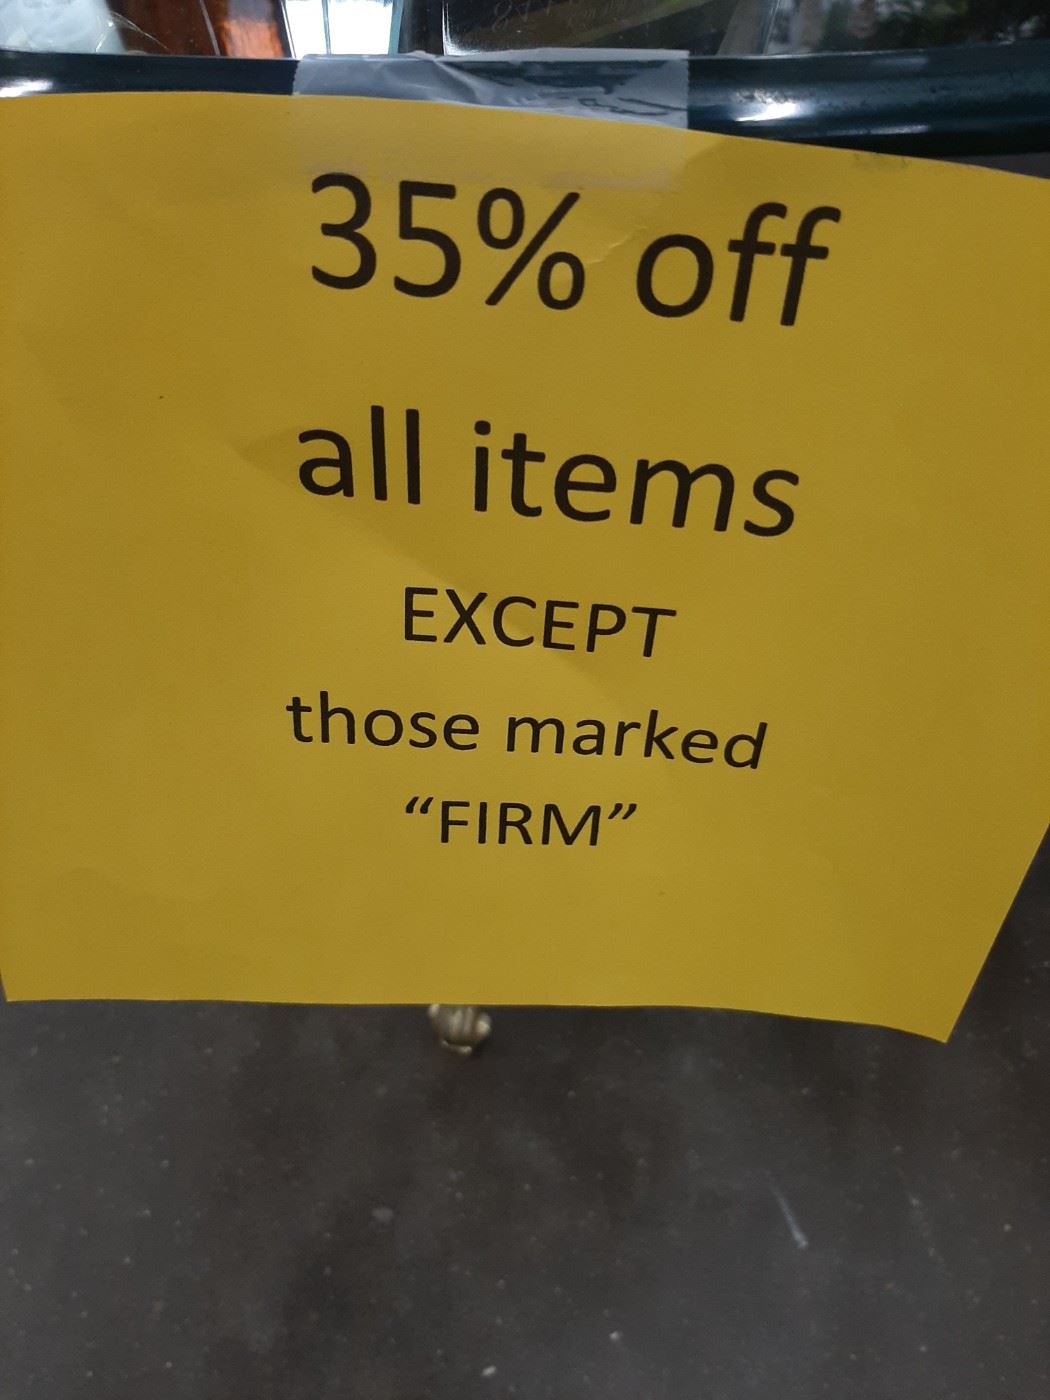 35% off
all items
EXCEPT
those marked
“FIRM”